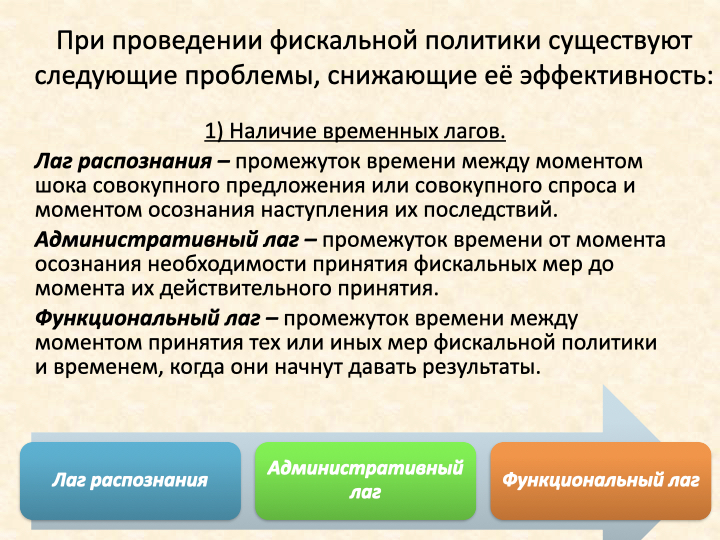 При проведении фискальной политики существуют
следующие проблемы, снижающие её эффективность:
1) Наличие временных лагов.
Лаг распознания – промежуток времени между моментом
шока совокупного предложения или совокупного спроса и
моментом осознания наступления их последствий.
Административный лаг – промежуток времени от момента
осознания необходимости принятия фискальных мер до
момента их действительного принятия.
Функциональный лаг – промежуток времени между
моментом принятия тех или иных мер фискальной политики
и временем, когда они начнут давать результаты.
Лаг распознания
Административный
лаг
Функциональный лаг